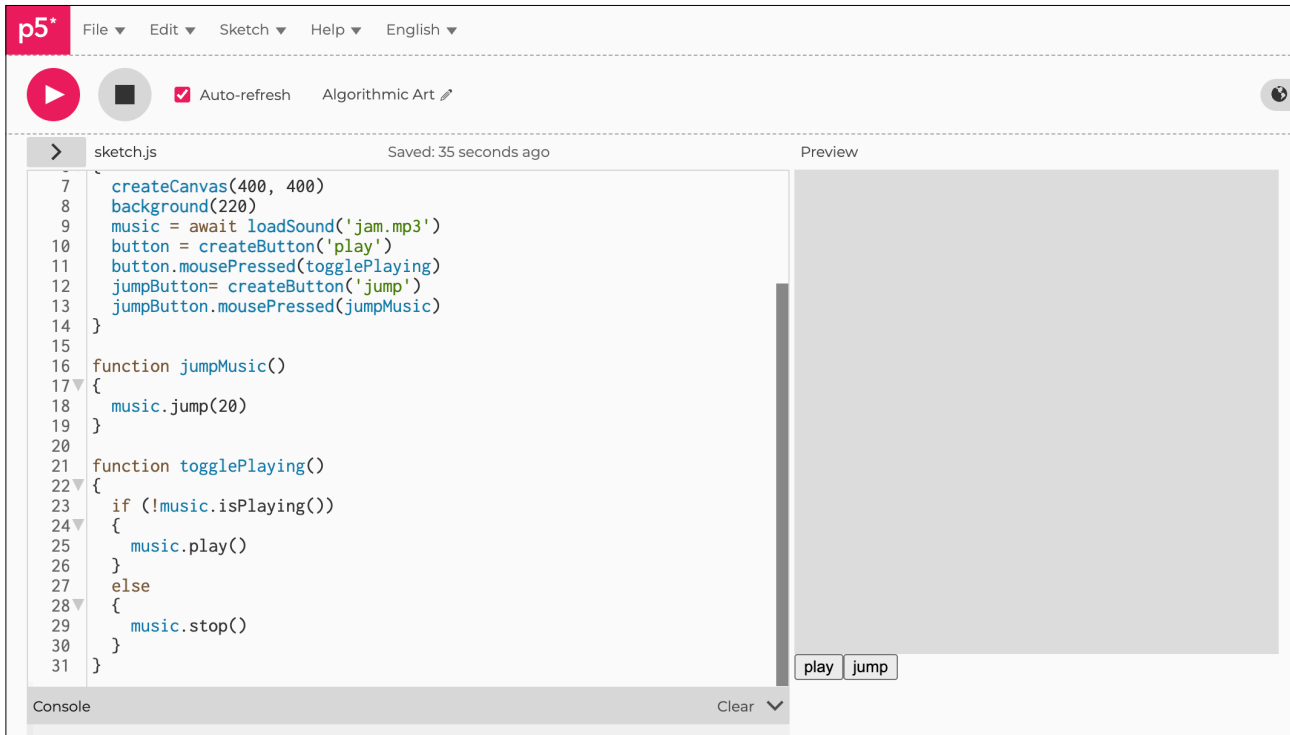 p5*
File Edit Sketch Help English
Auto-refresh Algorithmic Art
sketch.js Saved: 35 seconds ago Preview
7 createCanvas(400, 400)
8 background(220)
9 music = await loadSound('jam.mp3')
10 button = createButton('play')
11 button.mousePressed(togglePlaying)
12 jumpButton= createButton('jump')
13 jumpButton.mousePressed(jumpMusic)
14 }
15
16 function jumpMusic()
17 {
18 music.jump(20)
19 }
20
21 function togglePlaying()
22 {
23 if (!music.isPlaying())
24 {
25 music.play()
26 }
27 else
28 {
29 music.stop()
30 }
31 }
play jump
Console Clear